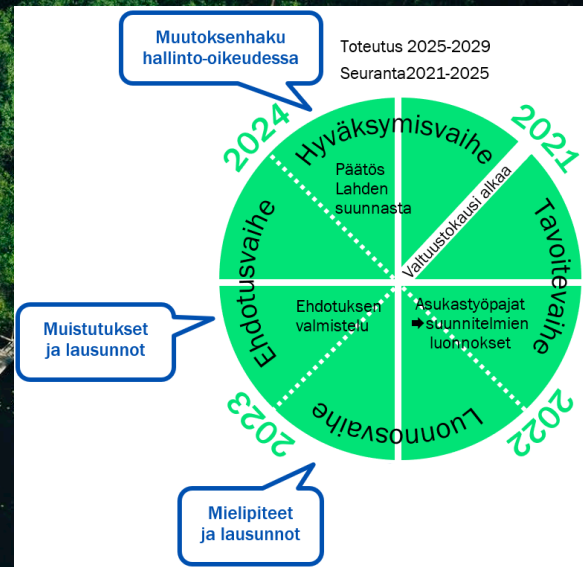 Muutoksenhaku
hallinto-oikeudessa
Toteutus 2025-2029
Seuranta2021-2025
2024
Hyväksymisvaihe
2021
Päätös
Lahden
suunnasta
Valtuustokausi alkaa
Tavoitevaihe
Ehdotusvaihe
Ehdotuksen
valmistelu
Asukastyöpajat
➡suunnitelmien
luonnokset
Muistutukset
ja lausunnot
2023
Luonnosvaihe
2022
Mielipiteet
ja lausunnot